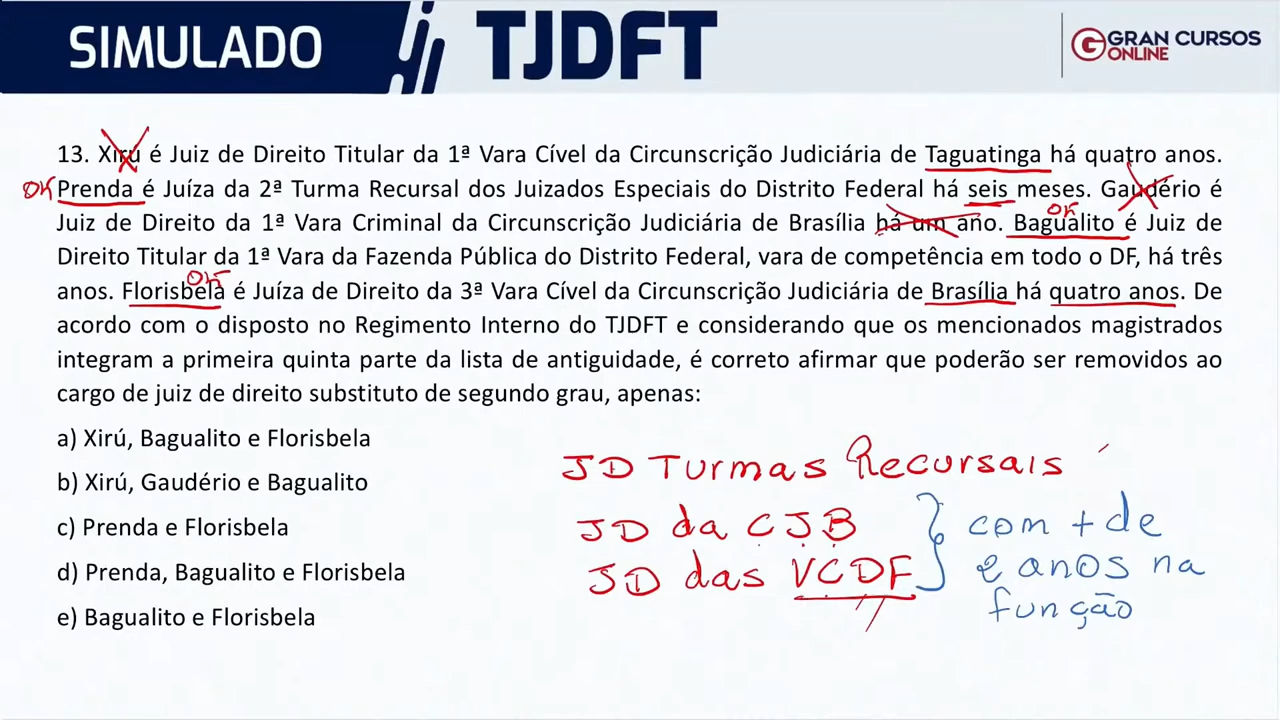 SIMULADO TJDFT GRAN CURSOS
ONLINE
13. Xirú é Juiz de Direito Titular da 1ª Vara Cível da Circunscrição Judiciária de Taguatinga há quatro anos.
OK Prenda é Juíza da 2ª Turma Recursal dos Juizados Especiais do Distrito Federal há seis meses. Gaudério é
OK
Juiz de Direito da 1ª Vara Criminal da Circunscrição Judiciária de Brasília há um ano. Bagualito é Juiz de
Direito Titular da 1ª Vara da Fazenda Pública do Distrito Federal, vara de competência em todo o DF, há três
OK
anos. Florisbela é Juíza de Direito da 3ª Vara Cível da Circunscrição Judiciária de Brasília há quatro anos. De
acordo com o disposto no Regimento Interno do TJDFT e considerando que os mencionados magistrados
integram a primeira quinta parte da lista de antiguidade, é correto afirmar que poderão ser removidos ao
cargo de juiz de direito substituto de segundo grau, apenas:
a) Xirú, Bagualito e Florisbela
b) Xirú, Gaudério e Bagualito
c) Prenda e Florisbela
d) Prenda, Bagualito e Florisbela
e) Bagualito e Florisbela
JD Turmas Recursais
JD da CJB
JD das VCDF
com + de
2 anos na
função